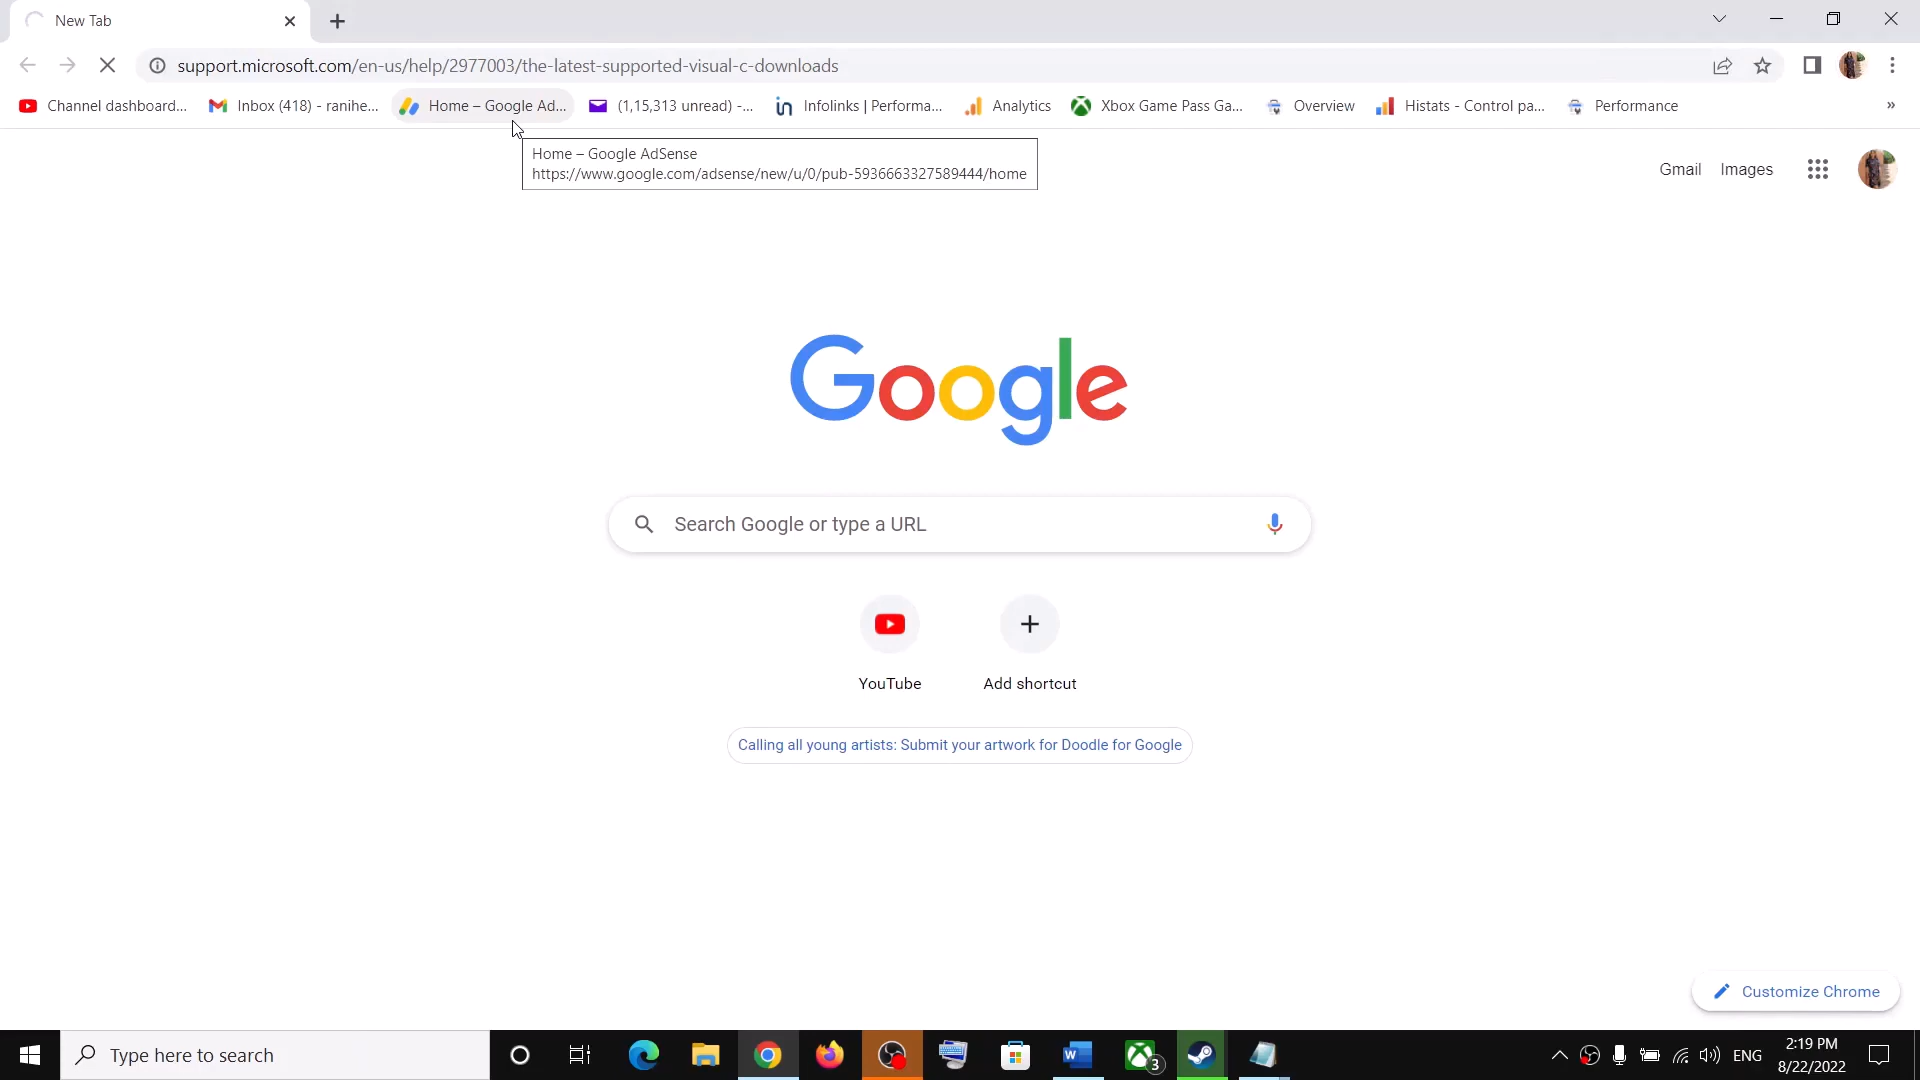 New Tab
support.microsoft.com/en-us/help/2977003/the-latest-supported-visual-c-downloads
Channel dashboard... Inbox (418) - ranihe... Home – Google Ad... (1,15,313 unread) -... Infolinks | Performa... Analytics Xbox Game Pass Ga... Overview Histats - Control pa... Performance »
Home – Google AdSense
https://www.google.com/adsense/new/u/0/pub-5936663327589444/home
Gmail Images
Google
Search Google or type a URL
YouTube Add shortcut
Calling all young artists: Submit your artwork for Doodle for Google
Customize Chrome
Type here to search
3
ENG
2:19 PM
8/22/2022